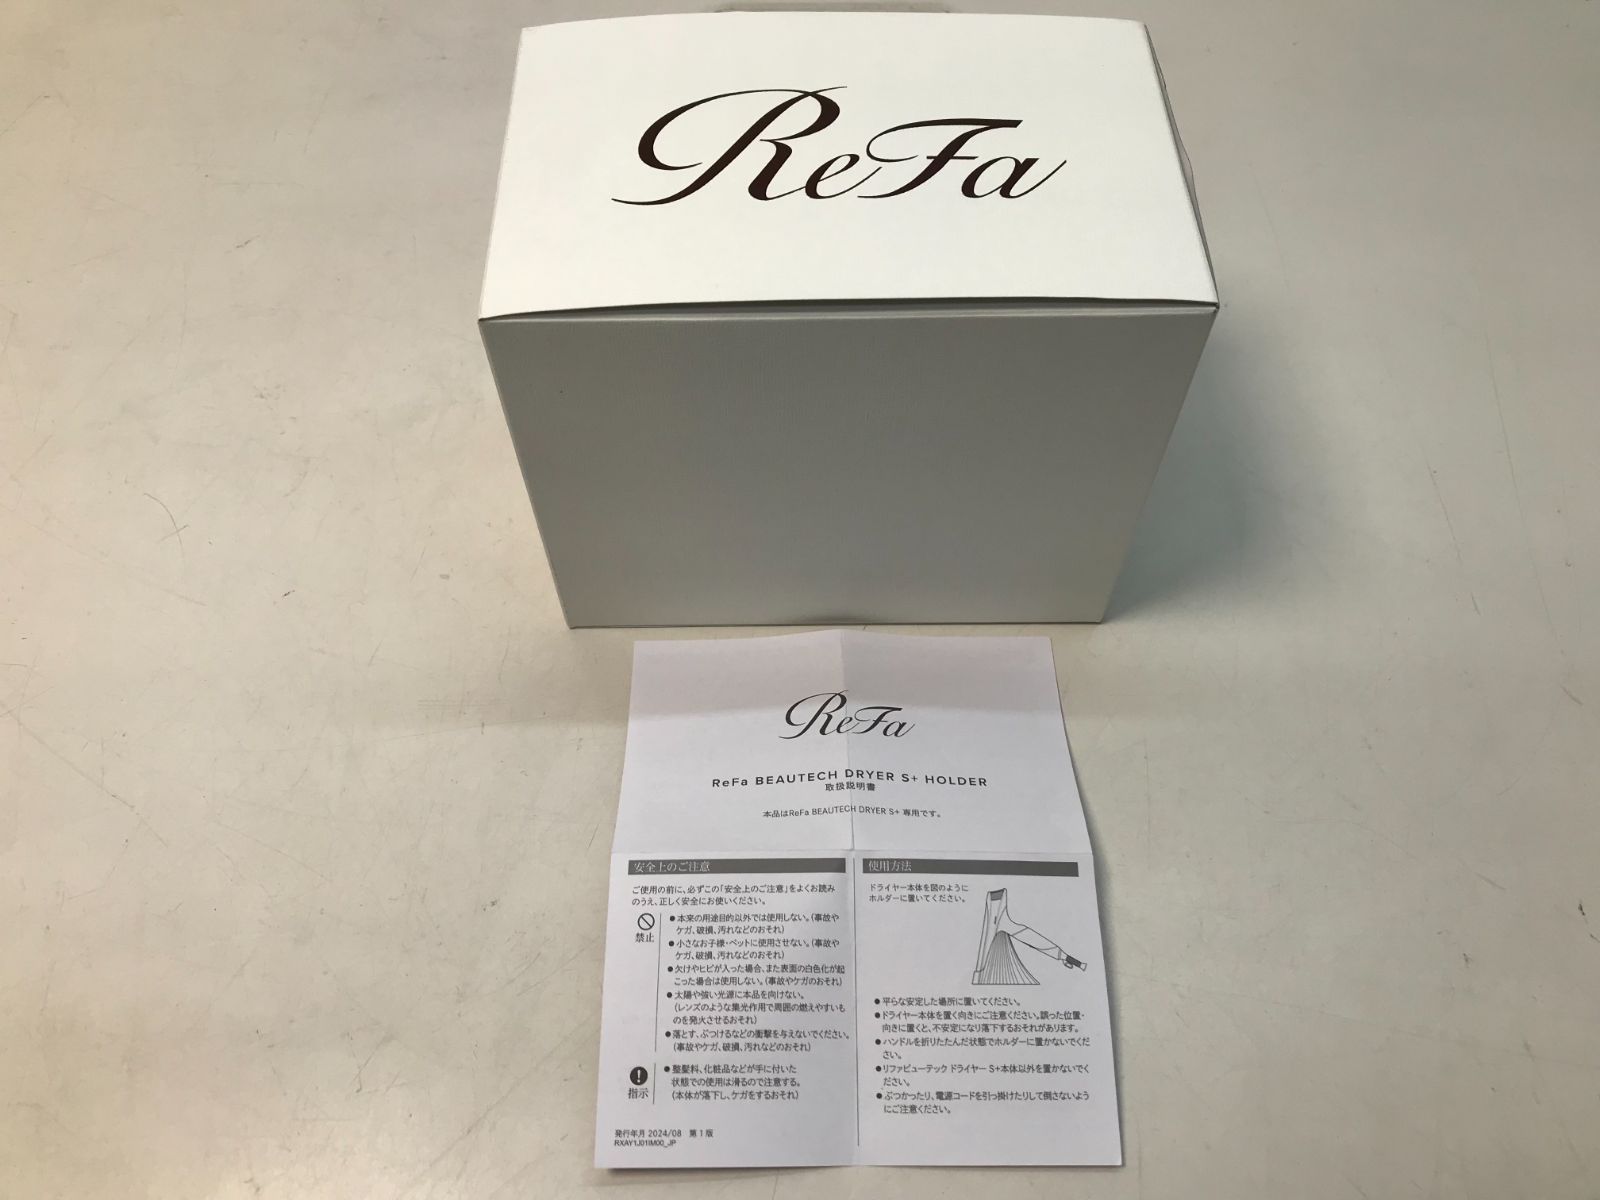 ReFa
ReFa
ReFa BEAUTECH DRYER S+ HOLDER
取扱説明書
本品はReFa BEAUTECH DRYER S+ 専用です。
安全上のご注意
ご使用の前に、必ずこの「安全上のご注意」をよくお読み
のうえ、正しく安全にお使いください。
禁止
●本来の用途目的以外では使用しない。(事故や
ケガ、破損、汚れなどのおそれ)
●小さなお子様・ペットに使用させない。(事故や
ケガ、破損、汚れなどのおそれ)
●欠けやヒビが入った場合、また表面の白色化が起
こった場合は使用しない。(事故やケガのおそれ)
●太陽や強い光源に本品を向けない。
(レンズのような集光作用で周囲の燃えやすいも
のを発火させるおそれ)
●落とす、ぶつけるなどの衝撃を与えないでください。
(事故やケガ、破損、汚れなどのおそれ)
指示
●整髪料、化粧品などが手に付いた
状態での使用は滑るので注意する。
(本体が落下し、ケガをするおそれ)
発行年月 2024/08 第1版
RXAY1J01IM00_JP
使用方法
ドライヤー本体を図のように
ホルダーに置いてください。
●平らな安定した場所に置いてください。
●ドライヤー本体を置く向きにご注意ください。誤った位置・
向きに置くと、不安定になり落下するおそれがあります。
●ハンドルを折りたたんだ状態でホルダーに置かないでくだ
さい。
●リファビューテック ドライヤー S+本体以外を置かないでく
ださい。
●ぶつかったり、電源コードを引っ掛けたりして倒さないよう
にご注意ください。